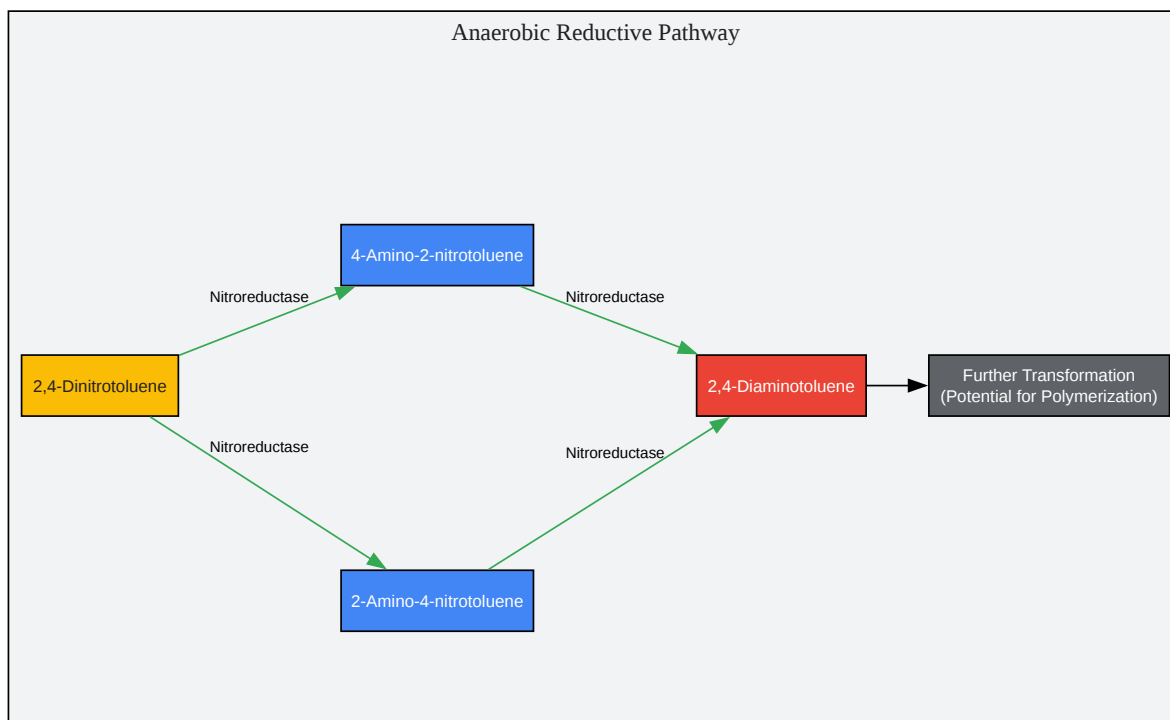 Anaerobic Reductive Pathway
4-Amino-2-nitrotoluene
Nitroreductase
Nitroreductase
2,4-Dinitrotoluene
2,4-Diaminotoluene
Further Transformation
(Potential for Polymerization)
Nitroreductase
Nitroreductase
2-Amino-4-nitrotoluene